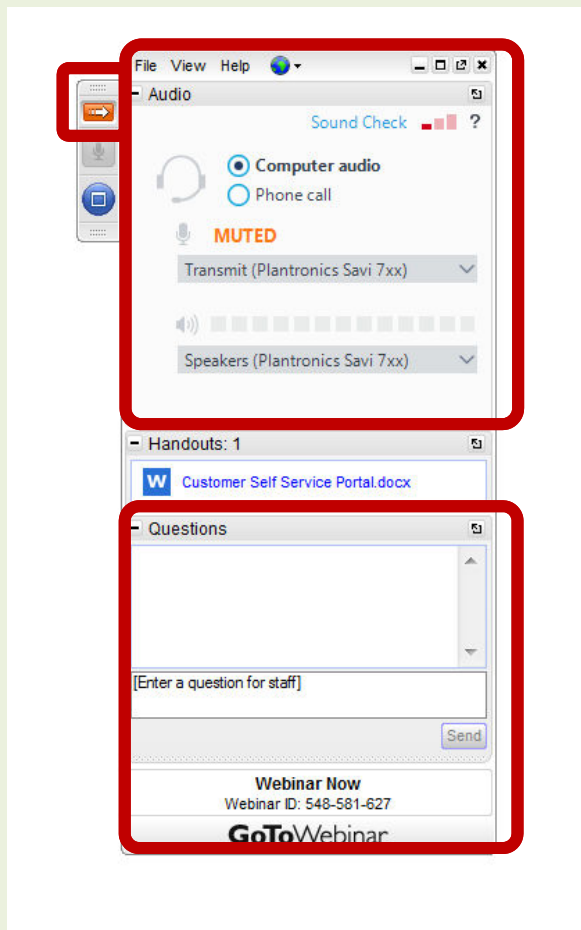 File View Help
Audio
Sound Check ?
Computer audio
Phone call
MUTED
Transmit (Plantronics Savi 7xx)
Speakers (Plantronics Savi 7xx)
Handouts: 1
W Customer Self Service Portal.docx
Questions
[Enter a question for staff]
Send
Webinar Now
Webinar ID: 548-581-627
GoToWebinar